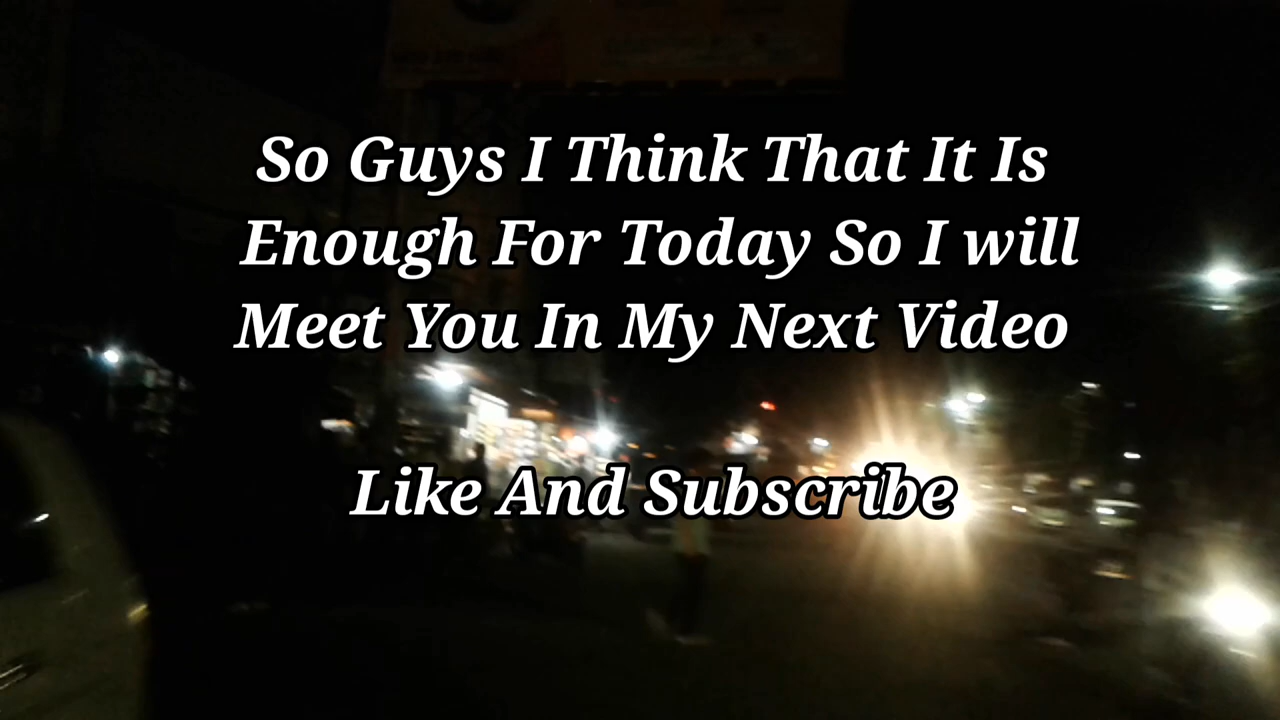 So Guys I Think That It Is
Enough For Today So I will
Meet You In My Next Video
Like And Subscribe